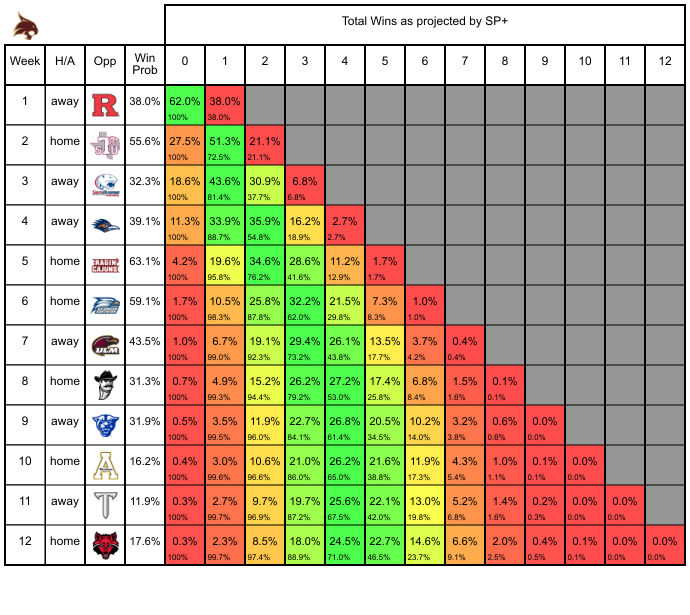 Total Wins as projected by SP+
Week H/A Opp Win Prob 0 1 2 3 4 5 6 7 8 9 10 11 12
1 away R 38.0% 62.0% 38.0%
100% 38.0%
2 home 55.6% 27.5% 51.3% 21.1%
100% 72.5% 21.1%
3 away 32.3% 18.6% 43.6% 30.9% 6.8%
100% 81.4% 37.7% 6.8%
4 away 39.1% 11.3% 33.9% 35.9% 16.2% 2.7%
100% 88.7% 54.8% 18.9% 2.7%
5 home RAGIN CAJUNS 63.1% 4.2% 19.6% 34.6% 28.6% 11.2% 1.7%
100% 95.8% 76.2% 41.6% 12.9% 1.7%
6 home 59.1% 1.7% 10.5% 25.8% 32.2% 21.5% 7.3% 1.0%
100% 98.3% 87.8% 62.0% 29.8% 8.3% 1.0%
7 away ULM 43.5% 1.0% 6.7% 19.1% 29.4% 26.1% 13.5% 3.7% 0.4%
100% 99.0% 92.3% 73.2% 43.8% 17.7% 4.2% 0.4%
8 home 31.3% 0.7% 4.9% 15.2% 26.2% 27.2% 17.4% 6.8% 1.5% 0.1%
100% 99.3% 94.4% 79.2% 53.0% 25.8% 8.4% 1.6% 0.1%
9 away 31.9% 0.5% 3.5% 11.9% 22.7% 26.8% 20.5% 10.2% 3.2% 0.6% 0.0%
100% 99.5% 96.0% 84.1% 61.4% 34.5% 14.0% 3.8% 0.6% 0.0%
10 home A 16.2% 0.4% 3.0% 10.6% 21.0% 26.2% 21.6% 11.9% 4.3% 1.0% 0.1% 0.0%
100% 99.6% 96.6% 86.0% 65.0% 38.8% 17.3% 5.4% 1.1% 0.1% 0.0%
11 away T 11.9% 0.3% 2.7% 9.7% 19.7% 25.6% 22.1% 13.0% 5.2% 1.4% 0.2% 0.0% 0.0%
100% 99.7% 96.9% 87.2% 67.5% 42.0% 19.8% 6.8% 1.6% 0.3% 0.0% 0.0%
12 home 17.6% 0.3% 2.3% 8.5% 18.0% 24.5% 22.7% 14.6% 6.6% 2.0% 0.4% 0.1% 0.0% 0.0%
100% 99.7% 97.4% 88.9% 71.0% 46.5% 23.7% 9.1% 2.5% 0.5% 0.1% 0.0% 0.0%